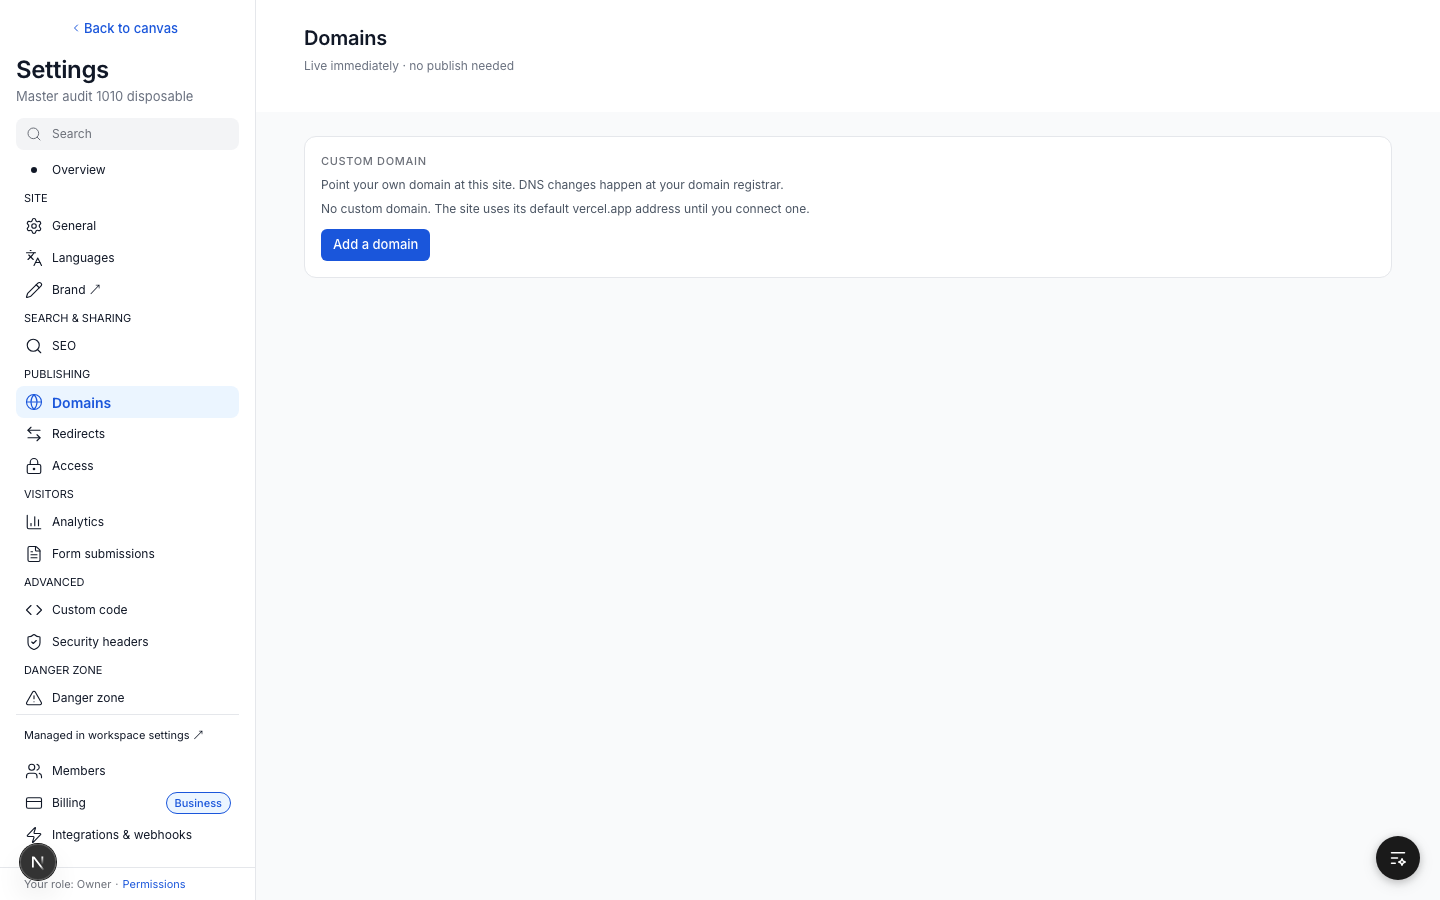 Back to canvas
Settings
Master audit 1010 disposable
Search
Overview
SITE
General
Languages
Brand ↗
SEARCH & SHARING
SEO
PUBLISHING
Domains
Redirects
Access
VISITORS
Analytics
Form submissions
ADVANCED
Custom code
Security headers
DANGER ZONE
Danger zone
Managed in workspace settings ↗
Members
Billing Business
Integrations & webhooks
N
Your role: Owner · Permissions
Domains
Live immediately · no publish needed
CUSTOM DOMAIN
Point your own domain at this site. DNS changes happen at your domain registrar.
No custom domain. The site uses its default vercel.app address until you connect one.
Add a domain